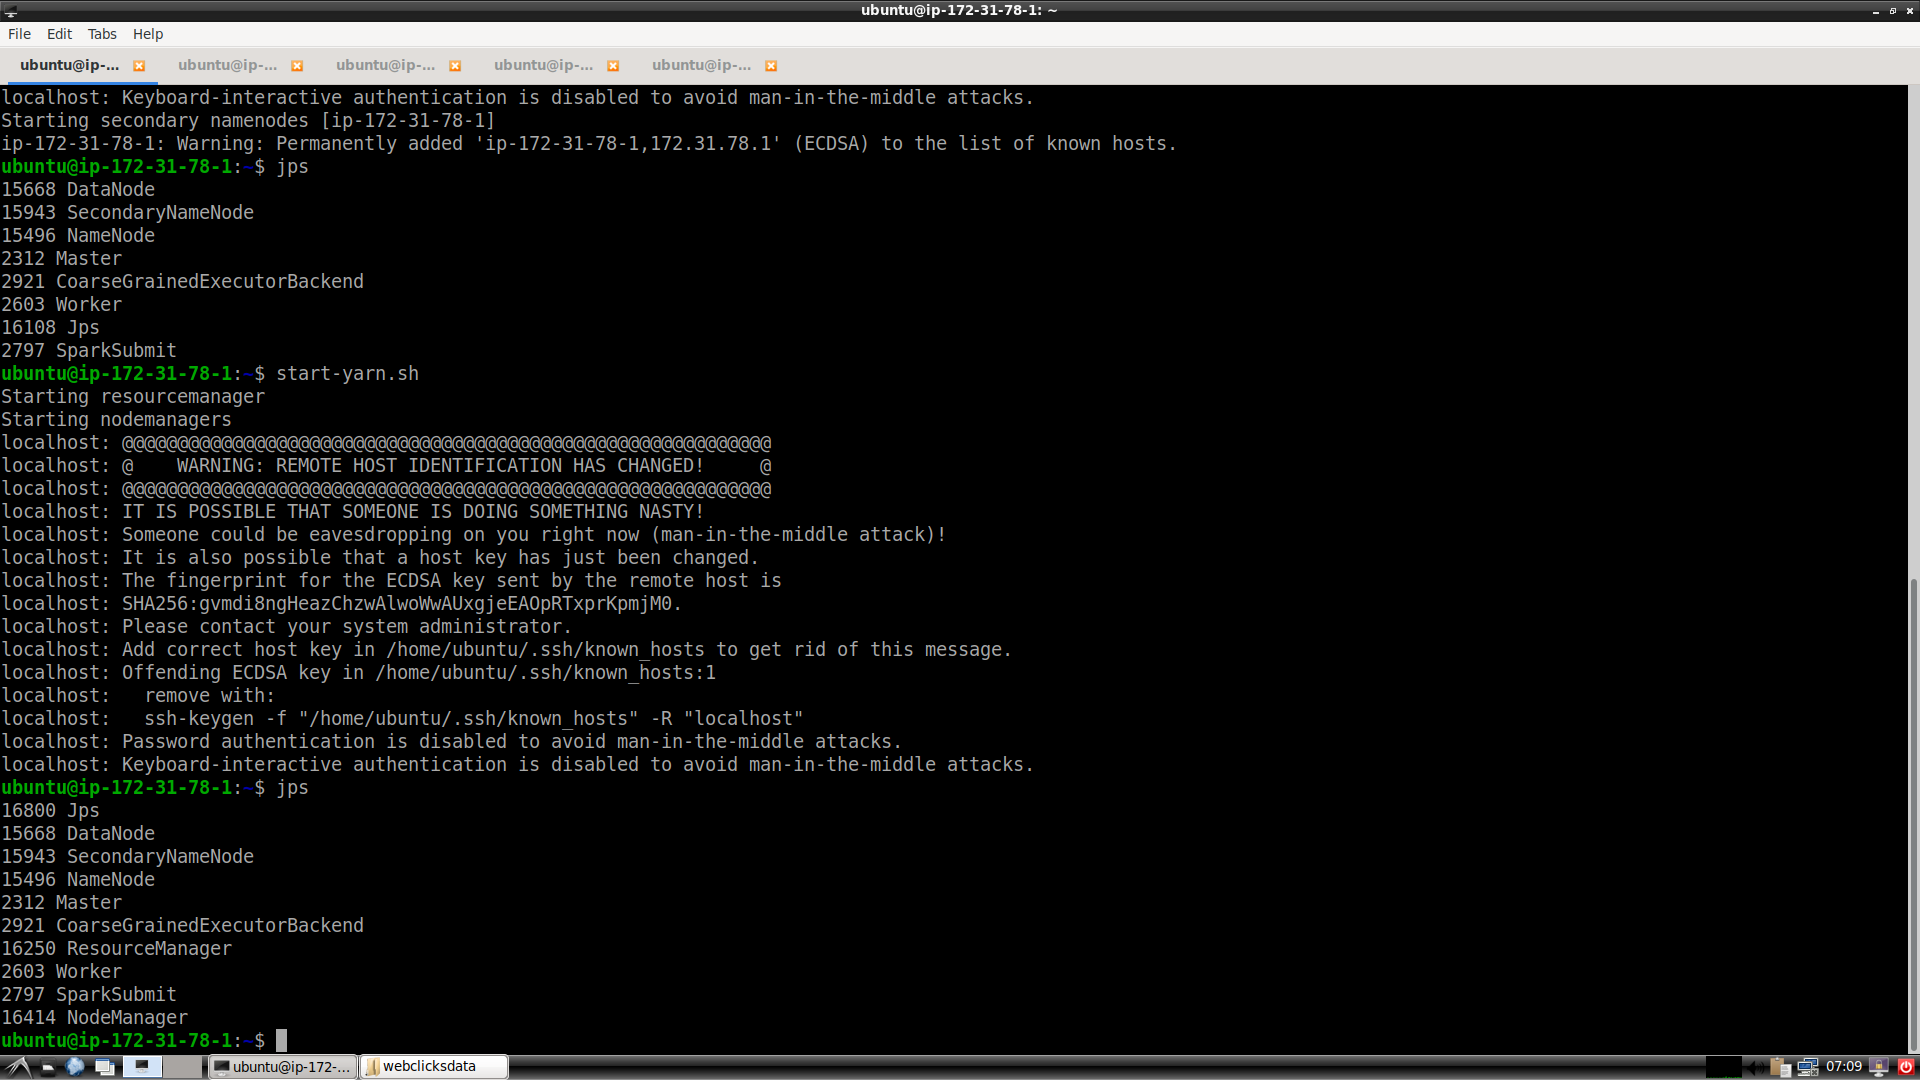 ubuntu@ip-172-31-78-1: ~
File Edit Tabs Help
ubuntu@ip-... ubuntu@ip-... ubuntu@ip-... ubuntu@ip-... ubuntu@ip-...
localhost: Keyboard-interactive authentication is disabled to avoid man-in-the-middle attacks.
Starting secondary namenodes [ip-172-31-78-1]
ip-172-31-78-1: Warning: Permanently added 'ip-172-31-78-1,172.31.78.1' (ECDSA) to the list of known hosts.
ubuntu@ip-172-31-78-1:~$ jps
15668 DataNode
15943 SecondaryNameNode
15496 NameNode
2312 Master
2921 CoarseGrainedExecutorBackend
2603 Worker
16108 Jps
2797 SparkSubmit
ubuntu@ip-172-31-78-1:~$ start-yarn.sh
Starting resourcemanager
Starting nodemanagers
localhost: @@@@@@@@@@@@@@@@@@@@@@@@@@@@@@@@@@@@@@@@@@@@@@@@@@@@@@@@@@@
localhost: @    WARNING: REMOTE HOST IDENTIFICATION HAS CHANGED!     @
localhost: @@@@@@@@@@@@@@@@@@@@@@@@@@@@@@@@@@@@@@@@@@@@@@@@@@@@@@@@@@@
localhost: IT IS POSSIBLE THAT SOMEONE IS DOING SOMETHING NASTY!
localhost: Someone could be eavesdropping on you right now (man-in-the-middle attack)!
localhost: It is also possible that a host key has just been changed.
localhost: The fingerprint for the ECDSA key sent by the remote host is
localhost: SHA256:gvmdi8ngHeazChzwAlwoWwAUxgjeEAOpRTxprKpmjM0.
localhost: Please contact your system administrator.
localhost: Add correct host key in /home/ubuntu/.ssh/known_hosts to get rid of this message.
localhost: Offending ECDSA key in /home/ubuntu/.ssh/known_hosts:1
localhost:   remove with:
localhost:   ssh-keygen -f "/home/ubuntu/.ssh/known_hosts" -R "localhost"
localhost: Password authentication is disabled to avoid man-in-the-middle attacks.
localhost: Keyboard-interactive authentication is disabled to avoid man-in-the-middle attacks.
ubuntu@ip-172-31-78-1:~$ jps
16800 Jps
15668 DataNode
15943 SecondaryNameNode
15496 NameNode
2312 Master
2921 CoarseGrainedExecutorBackend
16250 ResourceManager
2603 Worker
2797 SparkSubmit
16414 NodeManager
ubuntu@ip-172-31-78-1:~$
ubuntu@ip-172-... webclicksdata 07:09